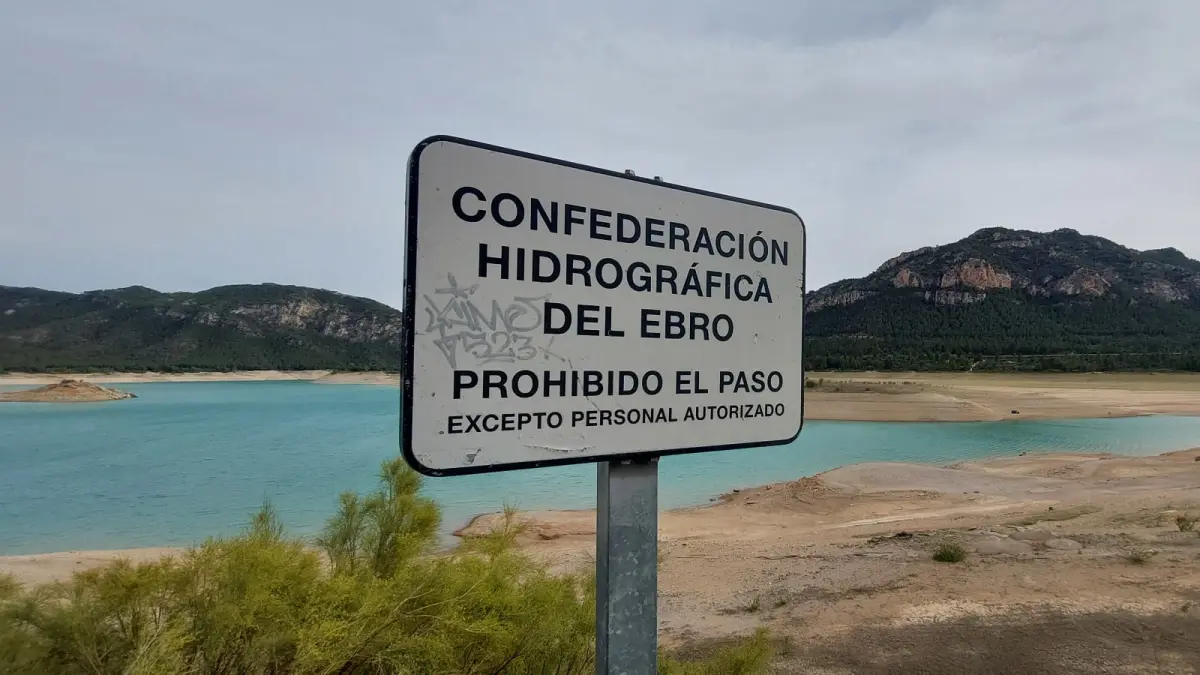 CONFEDERACIÓN
HIDROGRÁFICA
DEL EBRO
PROHIBIDO EL PASO
EXCEPTO PERSONAL AUTORIZADO